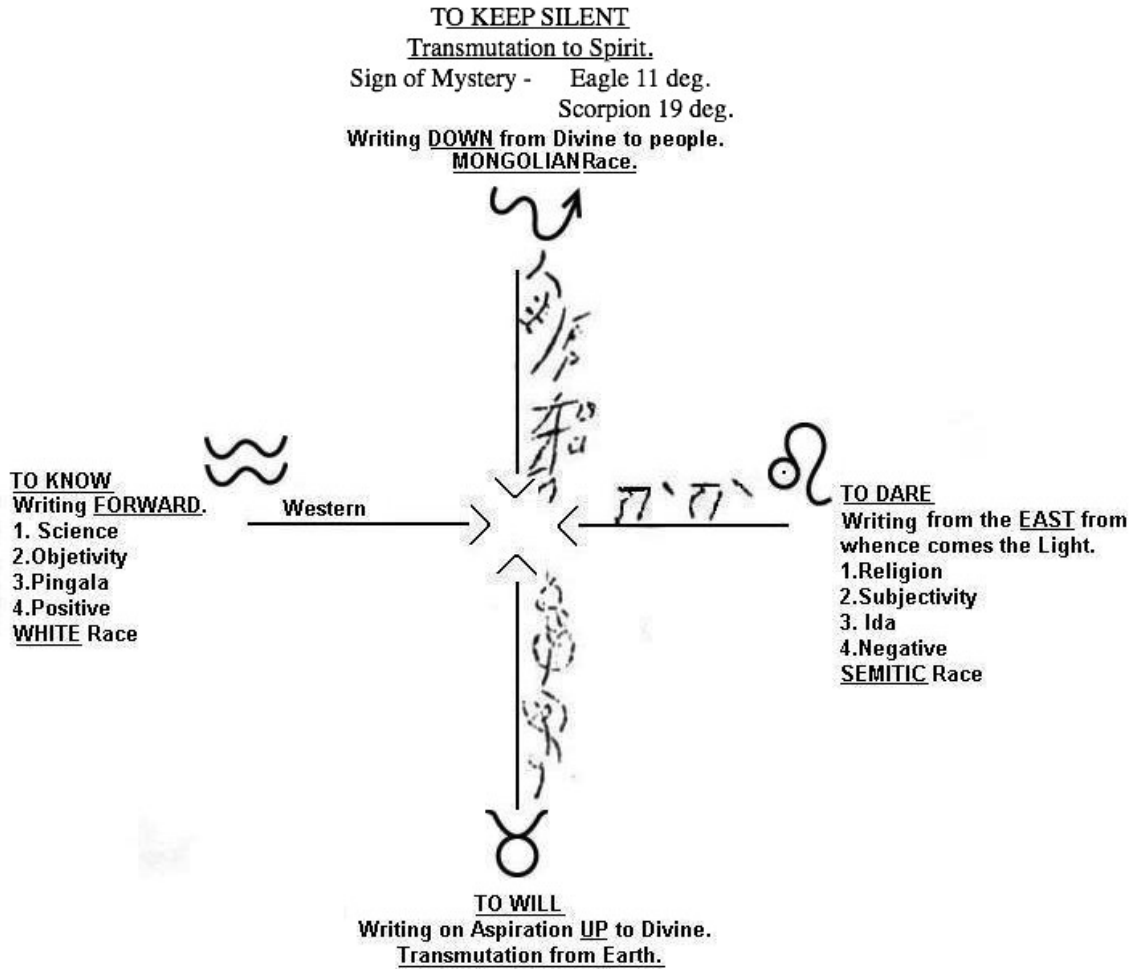 TO KEEP SILENT
Transmutation to Spirit.
Sign of Mystery - Eagle 11 deg.
Scorpion 19 deg.
Writing DOWN from Divine to people.
MONGOLIAN Race.
TO KNOW
Writing FORWARD.
1. Science
2.Objetivity
3.Pingala
4.Positive
WHITE Race
Western
TO DARE
Writing from the EAST from
whence comes the Light.
1.Religion
2.Subjectivity
3. Ida
4.Negative
SEMITIC Race
TO WILL
Writing on Aspiration UP to Divine.
Transmutation from Earth.